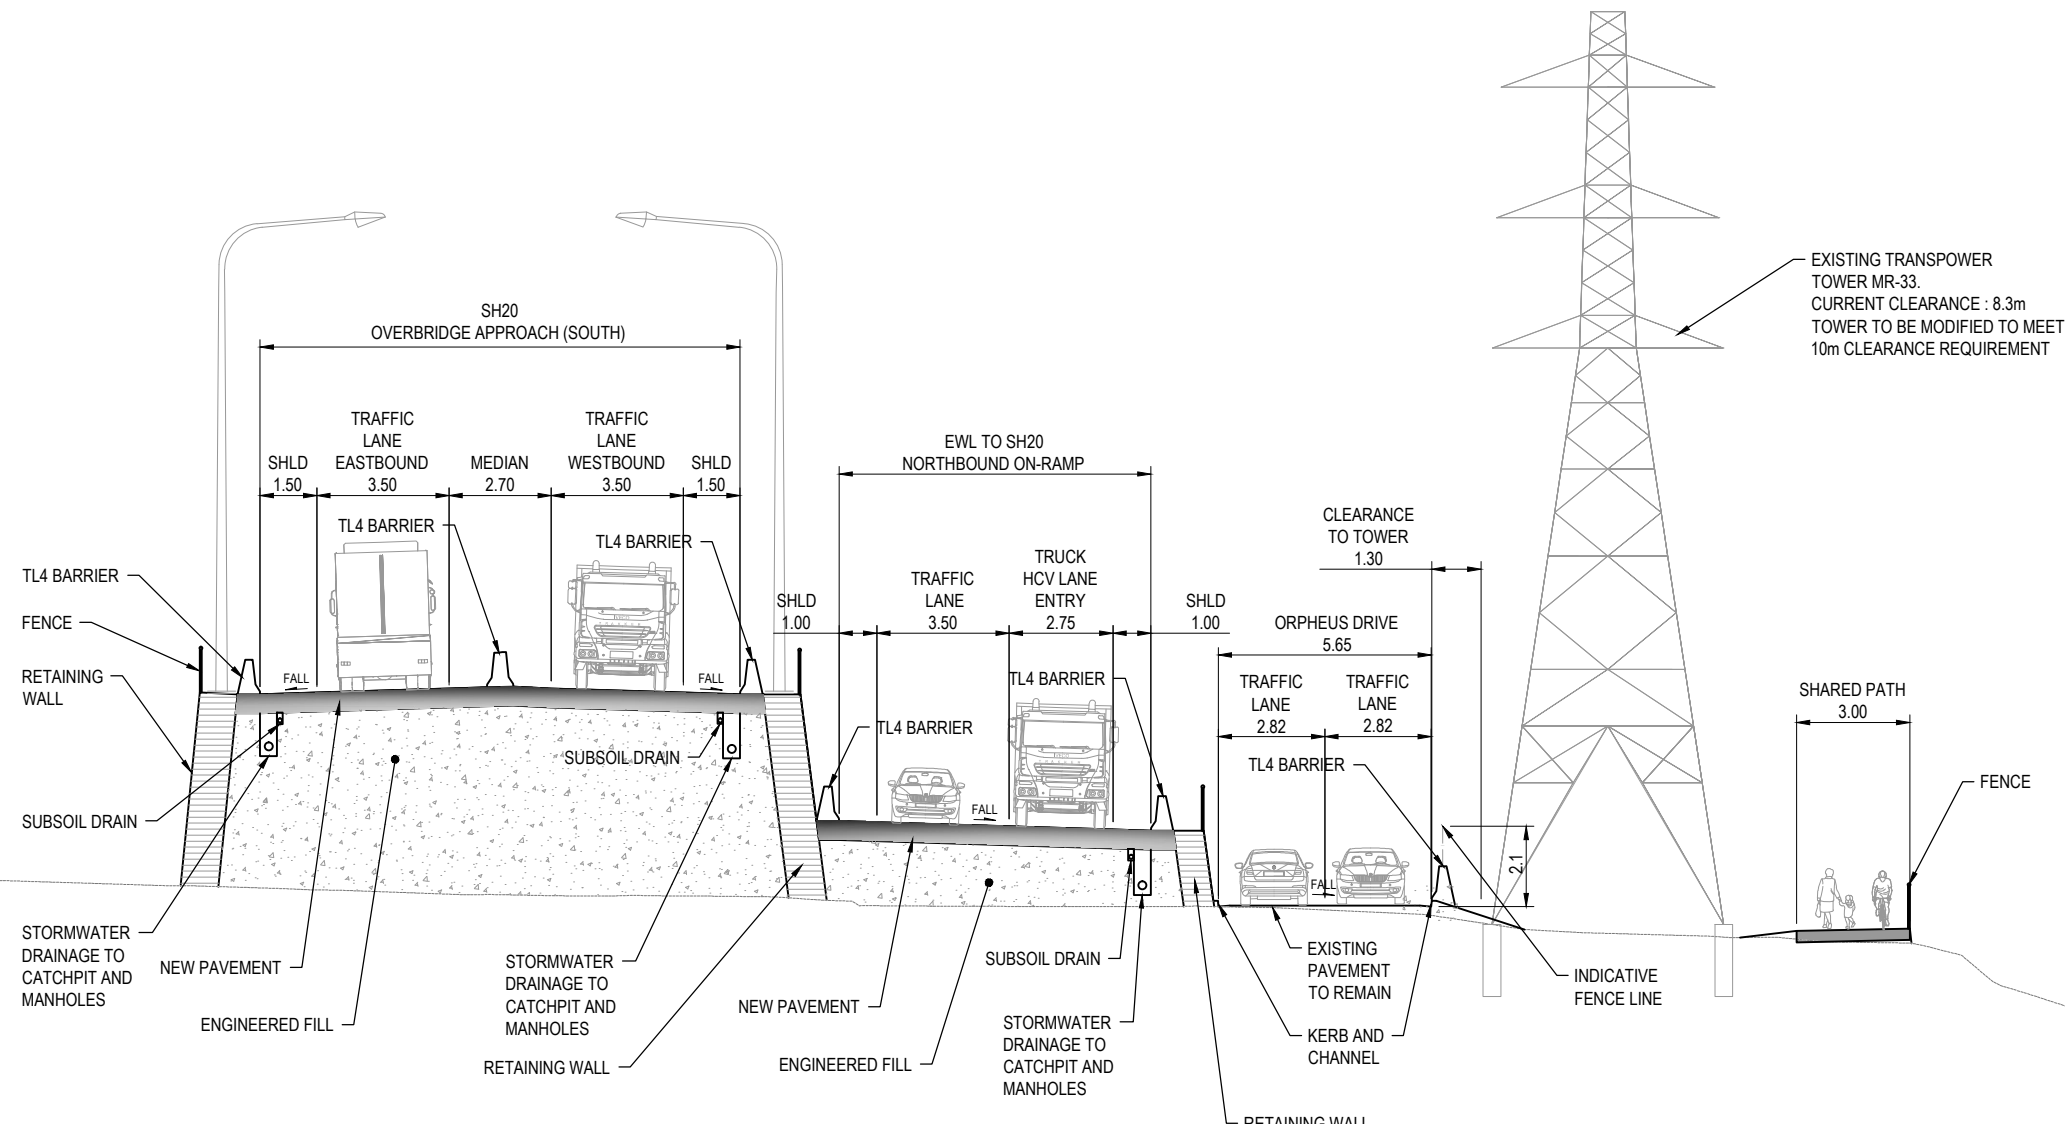 SH20
OVERBRIDGE APPROACH (SOUTH)
SHLD
1.50
TRAFFIC
LANE
EASTBOUND
3.50
MEDIAN
2.70
TRAFFIC
LANE
WESTBOUND
3.50
SHLD
1.50
TL4 BARRIER
TL4 BARRIER
TL4 BARRIER
FENCE
RETAINING
WALL
SUBSOIL DRAIN
STORMWATER
DRAINAGE TO
CATCHPIT AND
MANHOLES
NEW PAVEMENT
ENGINEERED FILL
FALL
FALL
SUBSOIL DRAIN
STORMWATER
DRAINAGE TO
CATCHPIT AND
MANHOLES
RETAINING WALL
EWL TO SH20
NORTHBOUND ON-RAMP
SHLD
1.00
TRAFFIC
LANE
3.50
TRUCK
HCV LANE
ENTRY
2.75
SHLD
1.00
TL4 BARRIER
TL4 BARRIER
FALL
NEW PAVEMENT
ENGINEERED FILL
SUBSOIL DRAIN
STORMWATER
DRAINAGE TO
CATCHPIT AND
MANHOLES
RETAINING WALL
CLEARANCE
TO TOWER
1.30
ORPHEUS DRIVE
5.65
TRAFFIC
LANE
2.82
TRAFFIC
LANE
2.82
TL4 BARRIER
FALL
2.1
EXISTING
PAVEMENT
TO REMAIN
KERB AND
CHANNEL
INDICATIVE
FENCE LINE
EXISTING TRANSPOWER
TOWER MR-33.
CURRENT CLEARANCE : 8.3m
TOWER TO BE MODIFIED TO MEET
10m CLEARANCE REQUIREMENT
SHARED PATH
3.00
FENCE